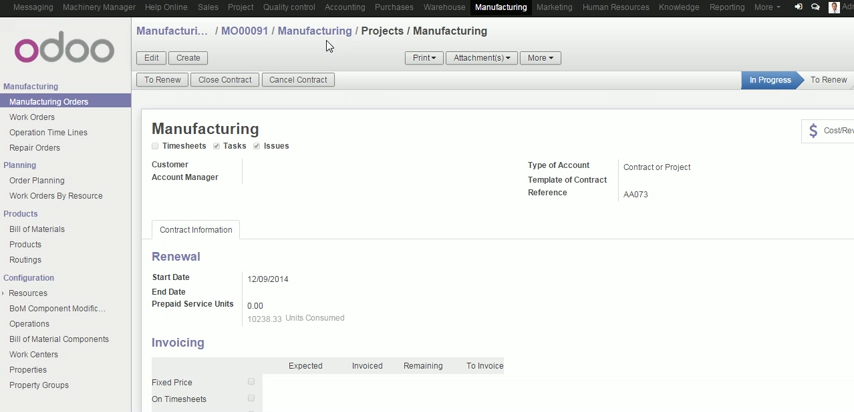 Messaging Machinery Manager Help Online Sales Project Quality control Accounting Purchases Warehouse Manufacturing Marketing Human Resources Knowledge Reporting More
odoo
Manufacturi... / MO00091 / Manufacturing / Projects / Manufacturing
Edit Create Print Attachment(s) More
To Renew Close Contract Cancel Contract In Progress To Renew
Manufacturing
Manufacturing Orders
Work Orders
Operation Time Lines
Repair Orders
Planning
Order Planning
Work Orders By Resource
Products
Bill of Materials
Products
Routings
Configuration
Resources
BoM Component Modific...
Operations
Bill of Material Components
Work Centers
Properties
Property Groups
Manufacturing
$ Cost/Rev
Timesheets Tasks Issues
Customer
Account Manager
Type of Account Contract or Project
Template of Contract
Reference AA073
Contract Information
Renewal
Start Date 12/09/2014
End Date
Prepaid Service Units 0.00
10238.33 Units Consumed
Invoicing
Expected Invoiced Remaining To Invoice
Fixed Price
On Timesheets